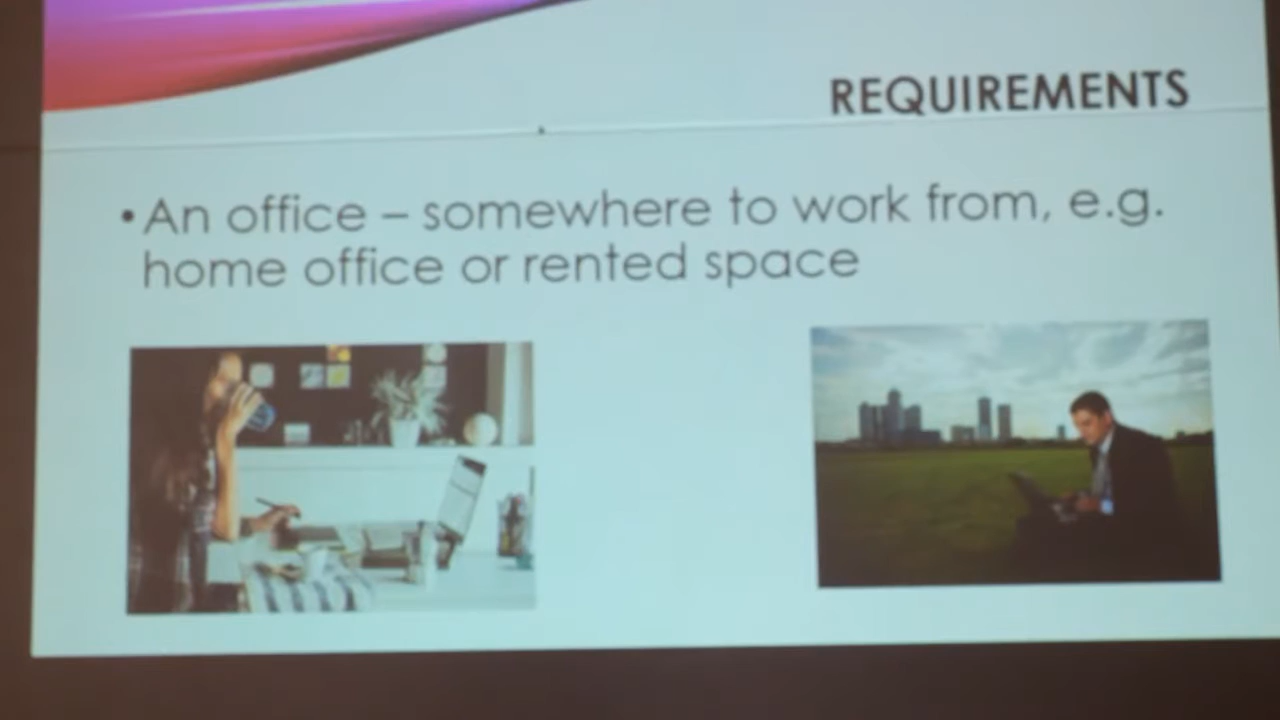 REQUIREMENTS
• An office – somewhere to work from, e.g.
home office or rented space